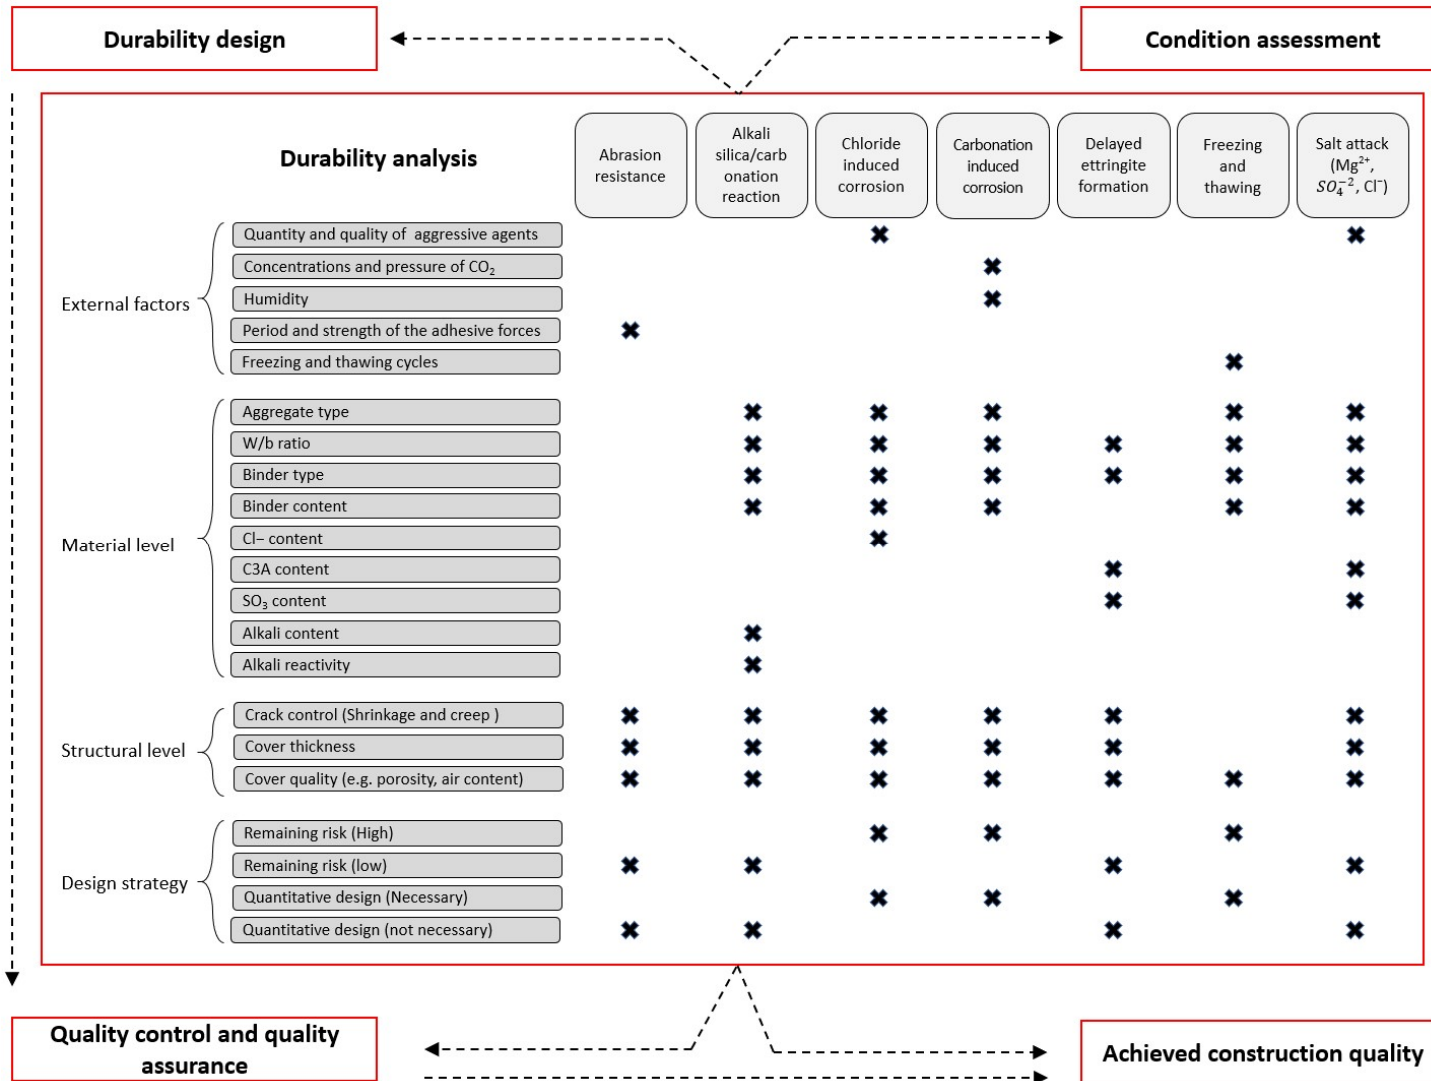 Durability design
Condition assessment
Durability analysis
Abrasion
resistance
Alkali
silica/carb
onation
reaction
Chloride
induced
corrosion
Carbonation
induced
corrosion
Delayed
ettringite
formation
Freezing
and
thawing
Salt attack
(Mg²⁺,
SO₄⁻², Cl⁻)
External factors
Quantity and quality of aggressive agents
Concentrations and pressure of CO₂
Humidity
Period and strength of the adhesive forces
Freezing and thawing cycles
Material level
Aggregate type
W/b ratio
Binder type
Binder content
Cl– content
C3A content
SO₃ content
Alkali content
Alkali reactivity
Structural level
Crack control (Shrinkage and creep )
Cover thickness
Cover quality (e.g. porosity, air content)
Design strategy
Remaining risk (High)
Remaining risk (low)
Quantitative design (Necessary)
Quantitative design (not necessary)
Quality control and quality
assurance
Achieved construction quality